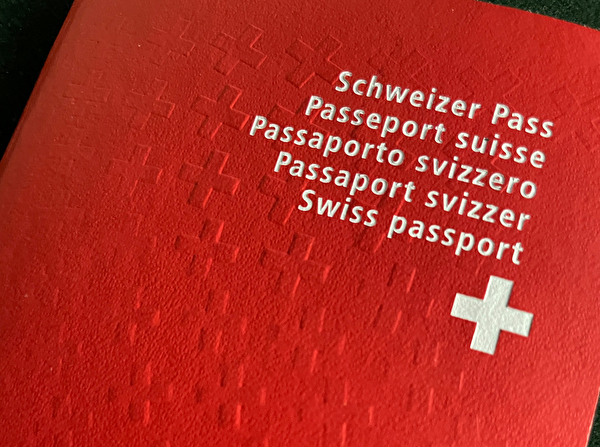 Schweizer Pass
Passeport suisse
Passaporto svizzero
Passaport svizzer
Swiss passport